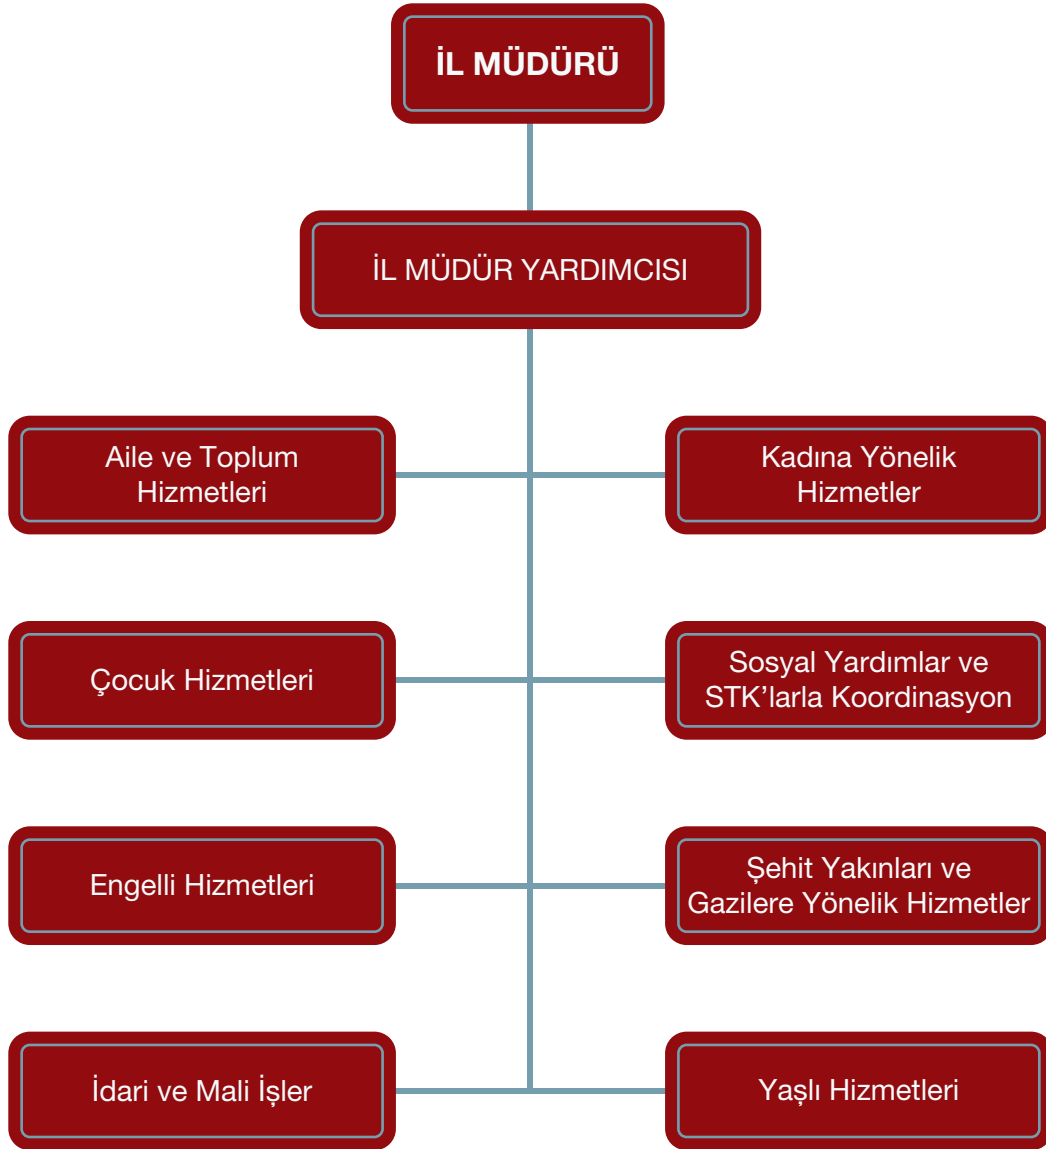 İL MÜDÜRÜ
İL MÜDÜR YARDIMCISI
Aile ve Toplum
Hizmetleri
Kadına Yönelik
Hizmetler
Çocuk Hizmetleri
Sosyal Yardımlar ve
STK’larla Koordinasyon
Engelli Hizmetleri
Şehit Yakınları ve
Gazilere Yönelik Hizmetler
İdari ve Mali İşler
Yaşlı Hizmetleri